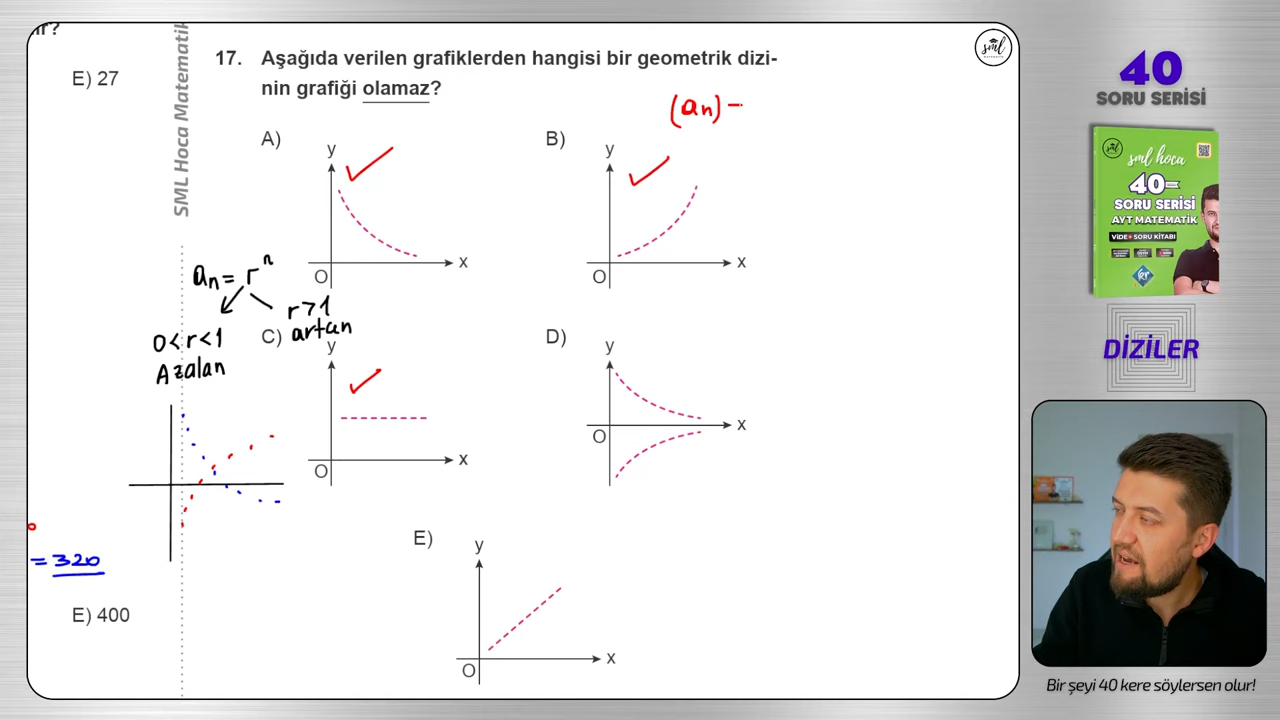 ir?
E) 27
SML Hoca Matematik
17. Aşağıda verilen grafiklerden hangisi bir geometrik dizi-
nin grafiği olamaz?
(an) -
A)
y
x
O
B)
y
x
O
an = r^n
0<r<1
Azalan
r>1
artan
C)
y
x
O
D)
y
x
O
E)
y
x
O
= 320
E) 400
sml
40
SORU SERİSİ
sml hoca
40
SORU SERİSİ
AYT MATEMATİK
VİDEO SORU KİTABI
DİZİLER
Bir şeyi 40 kere söylersen olur!